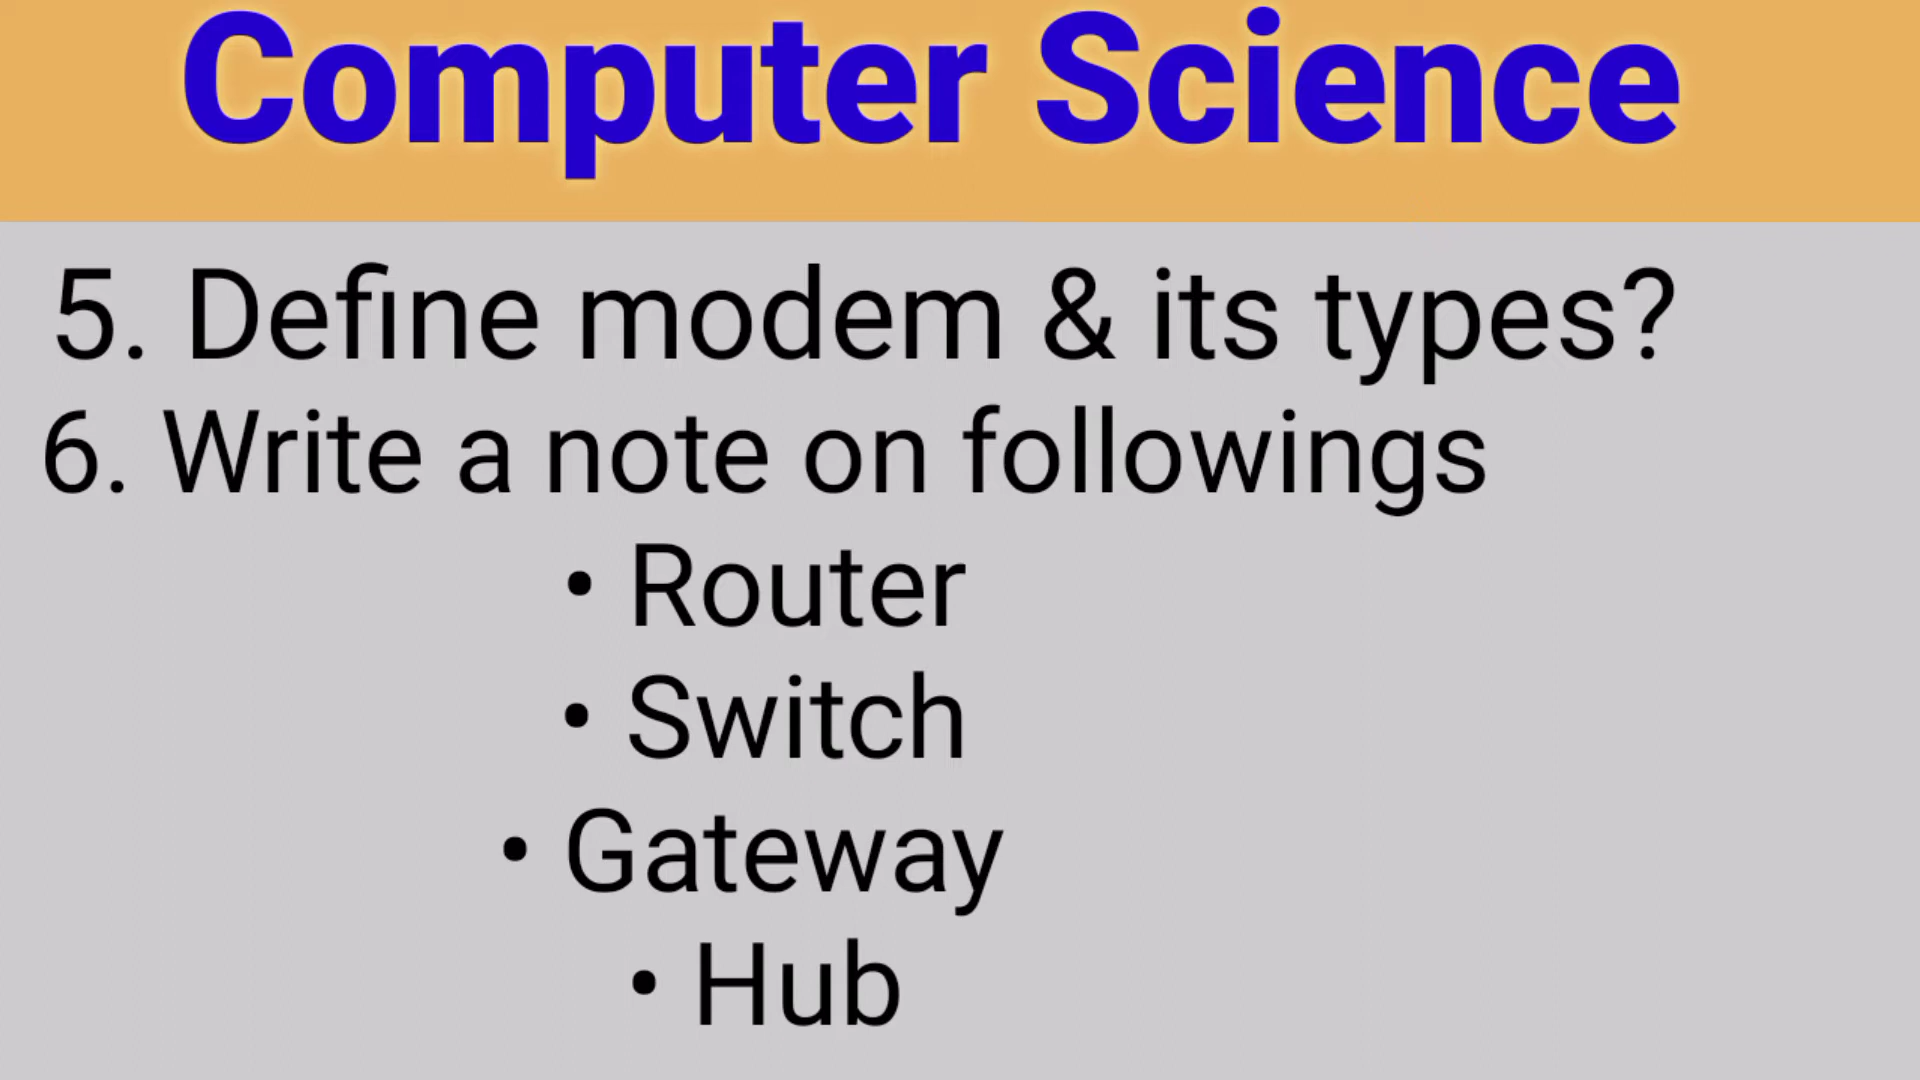 Computer Science
5. Define modem & its types?
6. Write a note on followings
• Router
• Switch
• Gateway
• Hub